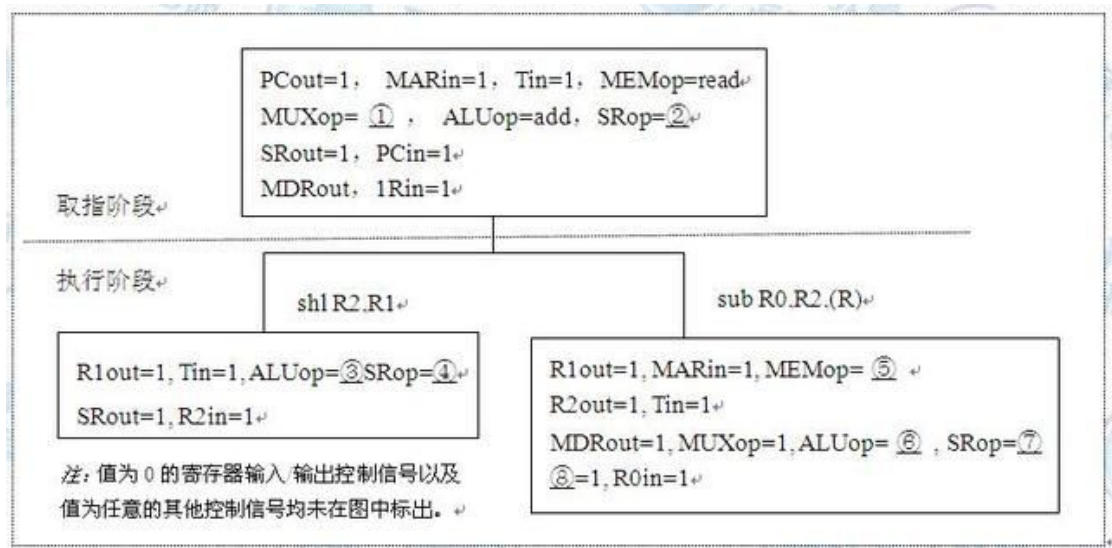 PCout=1， MARin=1，Tin=1，MEMop=read
MUXop= ① ， ALUop=add，SRop=②
SRout=1，PCin=1
MDRout，1Rin=1
取指阶段
执行阶段
shl R2,R1
sub R0,R2,(R)
R1out=1, Tin=1, ALUop=③SRop=④
SRout=1, R2in=1
R1out=1, MARin=1, MEMop= ⑤
R2out=1, Tin=1
MDRout=1, MUXop=1, ALUop= ⑥ , SRop=⑦
⑧=1, R0in=1
注：值为 0 的寄存器输入/输出控制信号以及
值为任意的其他控制信号均未在图中标出。